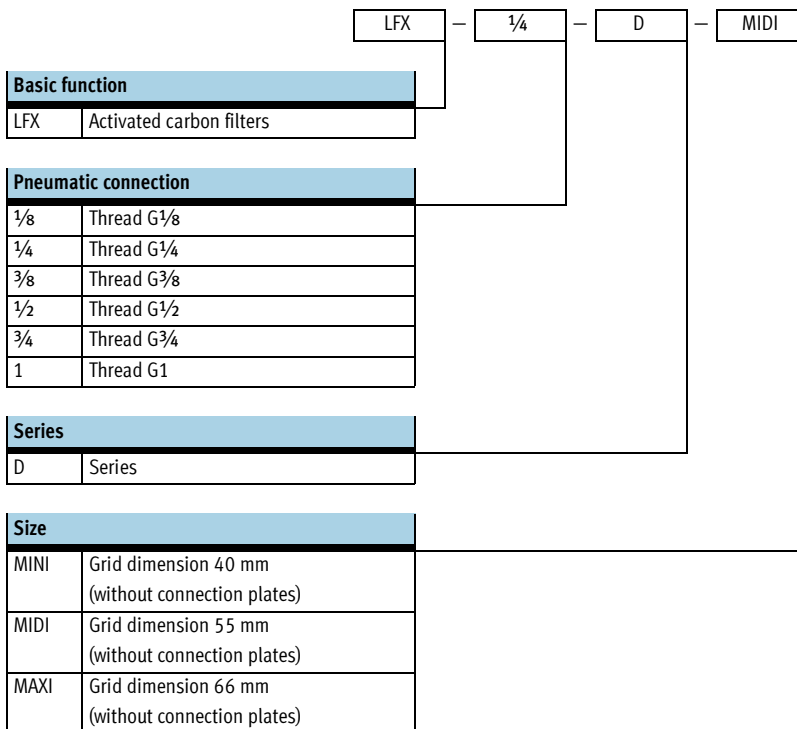 LFX – ¼ – D – MIDI
Basic function
LFX Activated carbon filters
Pneumatic connection
⅛ Thread G⅛
¼ Thread G¼
⅜ Thread G⅜
½ Thread G½
¾ Thread G¾
1 Thread G1
Series
D Series
Size
MINI Grid dimension 40 mm
(without connection plates)
MIDI Grid dimension 55 mm
(without connection plates)
MAXI Grid dimension 66 mm
(without connection plates)